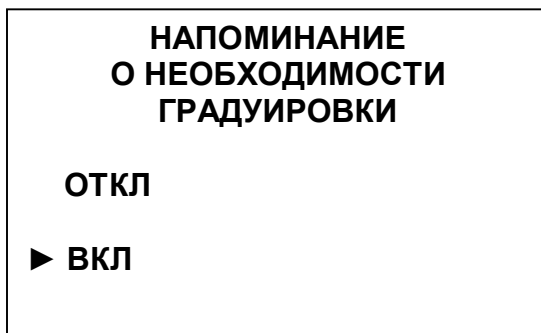 НАПОМИНАНИЕ
О НЕОБХОДИМОСТИ
ГРАДУИРОВКИ
ОТКЛ
► ВКЛ